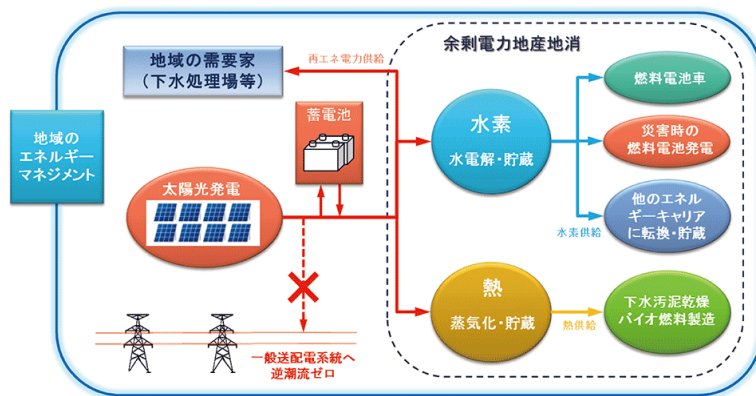 余剰電力地産地消
地域の需要家
（下水処理場等）
再エネ電力供給
燃料電池車
蓄電池
水素
水電解・貯蔵
災害時の
燃料電池発電
地域の
エネルギー
マネジメント
太陽光発電
他のエネル
ギーキャリア
に転換・貯蔵
水素供給
熱
蒸気化・貯蔵
熱供給
下水汚泥乾燥
バイオ燃料製造
一般送配電系統へ
逆潮流ゼロ